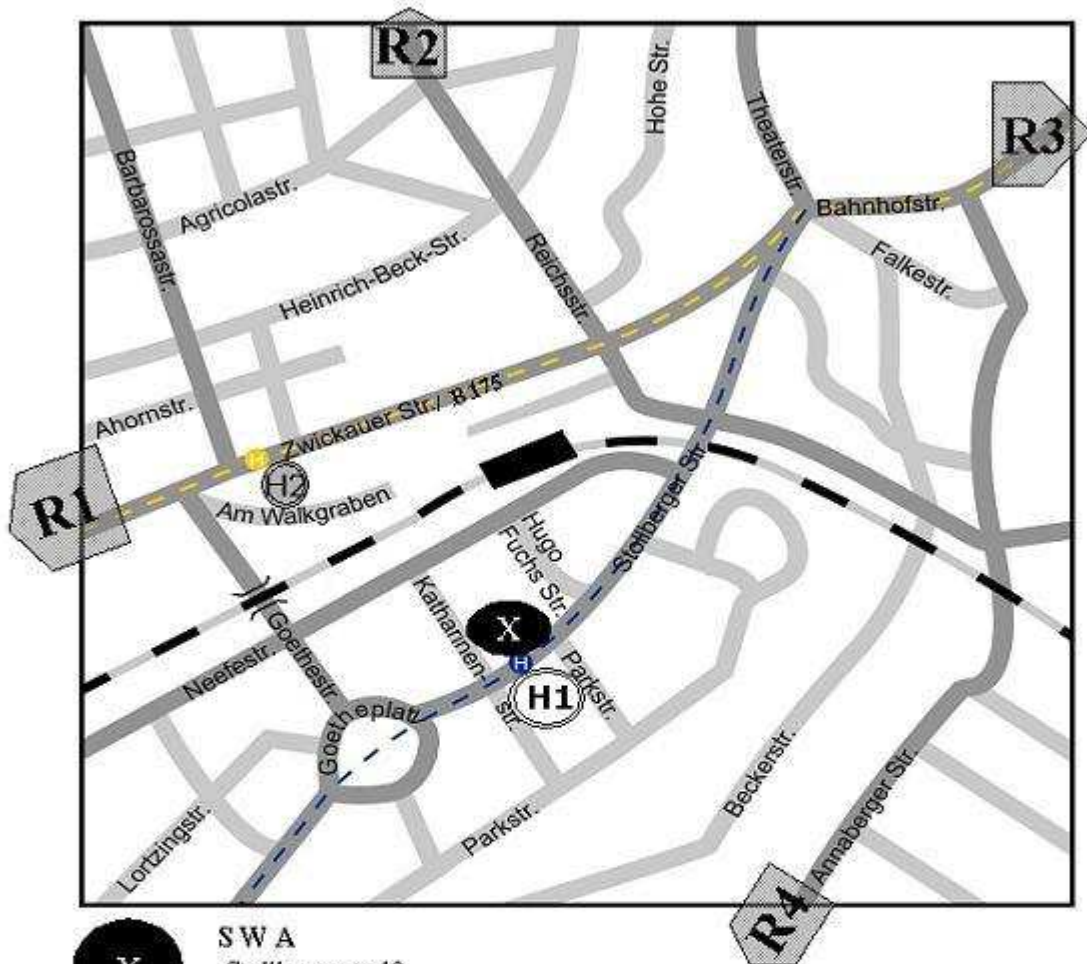 R2
R3
Hohe Str.
Theaterstr.
Barbarossastr.
Agricolastr.
Bahnhofstr.
Reichsstr.
Falkestr.
Heinrich-Beck-Str.
Ahornstr.
Zwickauer Str./ B175
H
H2
R1
Am Walkgraben
Stollberger Str.
Hugo
Fuchs Str.
Katharinen-
str.
X
H
H1
Goethestr.
Neefestr.
Parkstr.
Goetheplatz
Beckerstr.
Annaberger Str.
Parkstr.
Lortzingstr.
R4
X
SWA